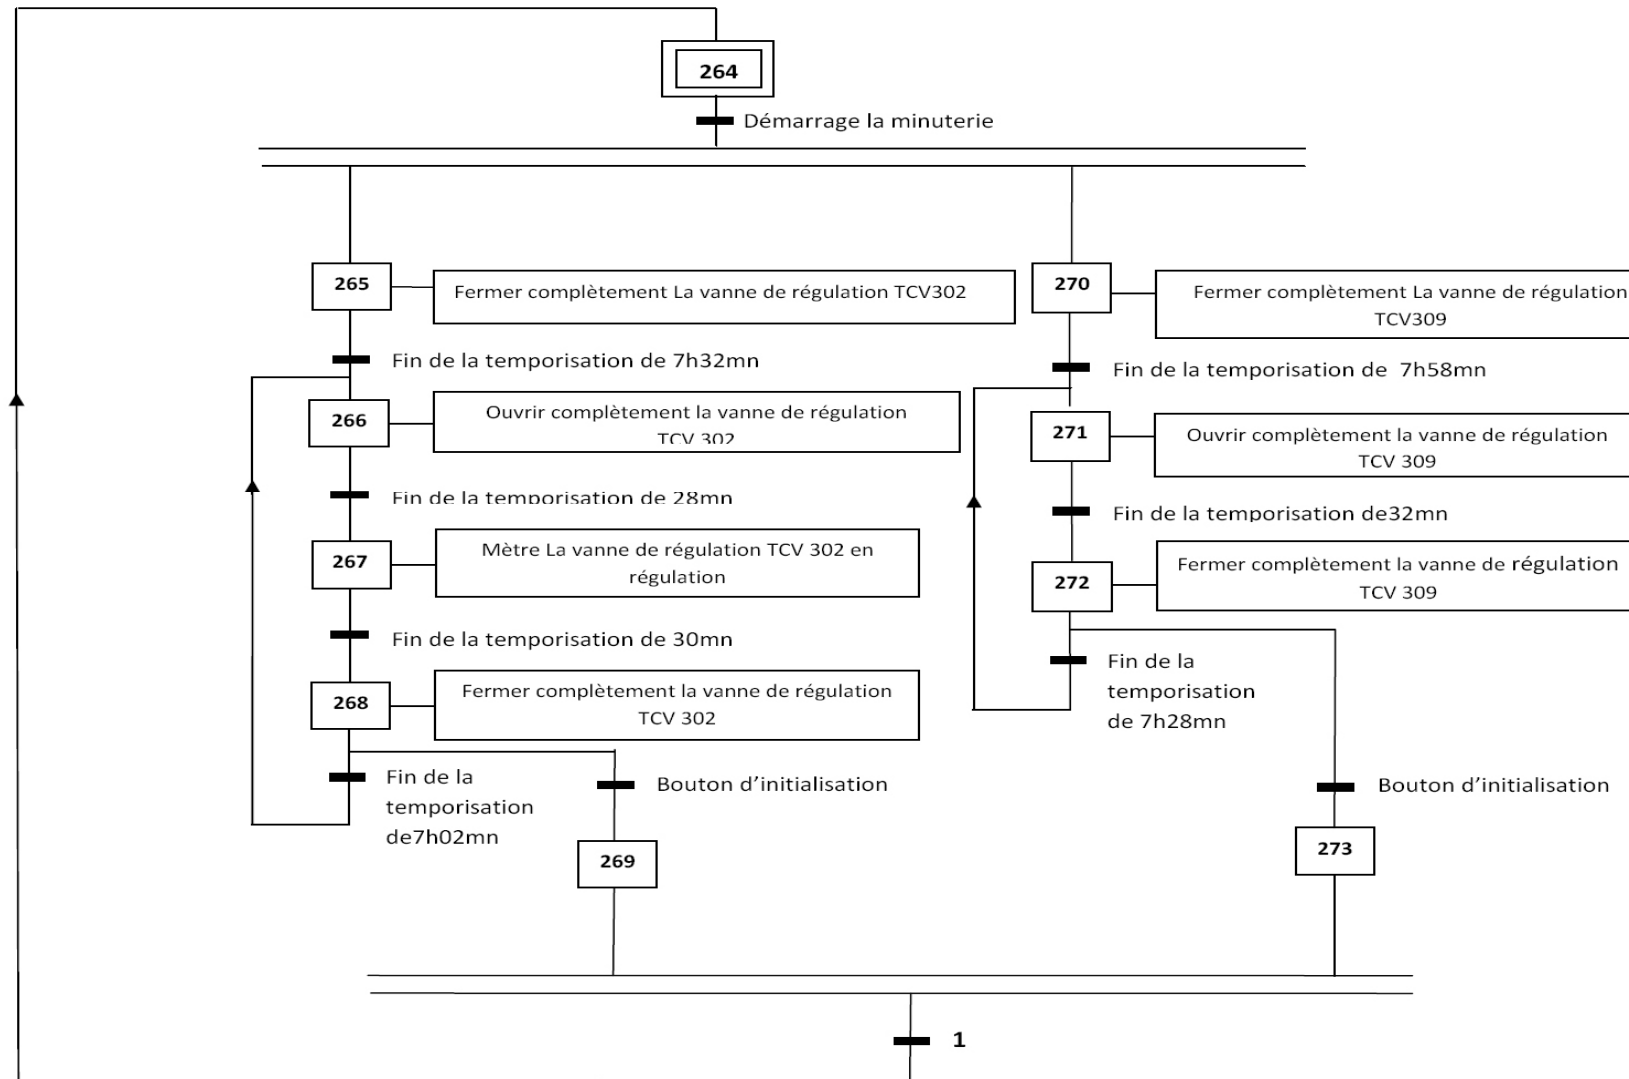 264
Démarrage la minuterie
265
Fermer complètement La vanne de régulation TCV302
270
Fermer complètement La vanne de régulation
TCV309
Fin de la temporisation de 7h32mn
Fin de la temporisation de 7h58mn
266
Ouvrir complètement la vanne de régulation
TCV 302
271
Ouvrir complètement la vanne de régulation
TCV 309
Fin de la temporisation de 28mn
Fin de la temporisation de32mn
267
Mètre La vanne de régulation TCV 302 en
régulation
272
Fermer complètement la vanne de régulation
TCV 309
Fin de la temporisation de 30mn
Fin de la
temporisation
de 7h28mn
268
Fermer complètement la vanne de régulation
TCV 302
Fin de la
temporisation
de7h02mn
Bouton d’initialisation
Bouton d’initialisation
269
273
1